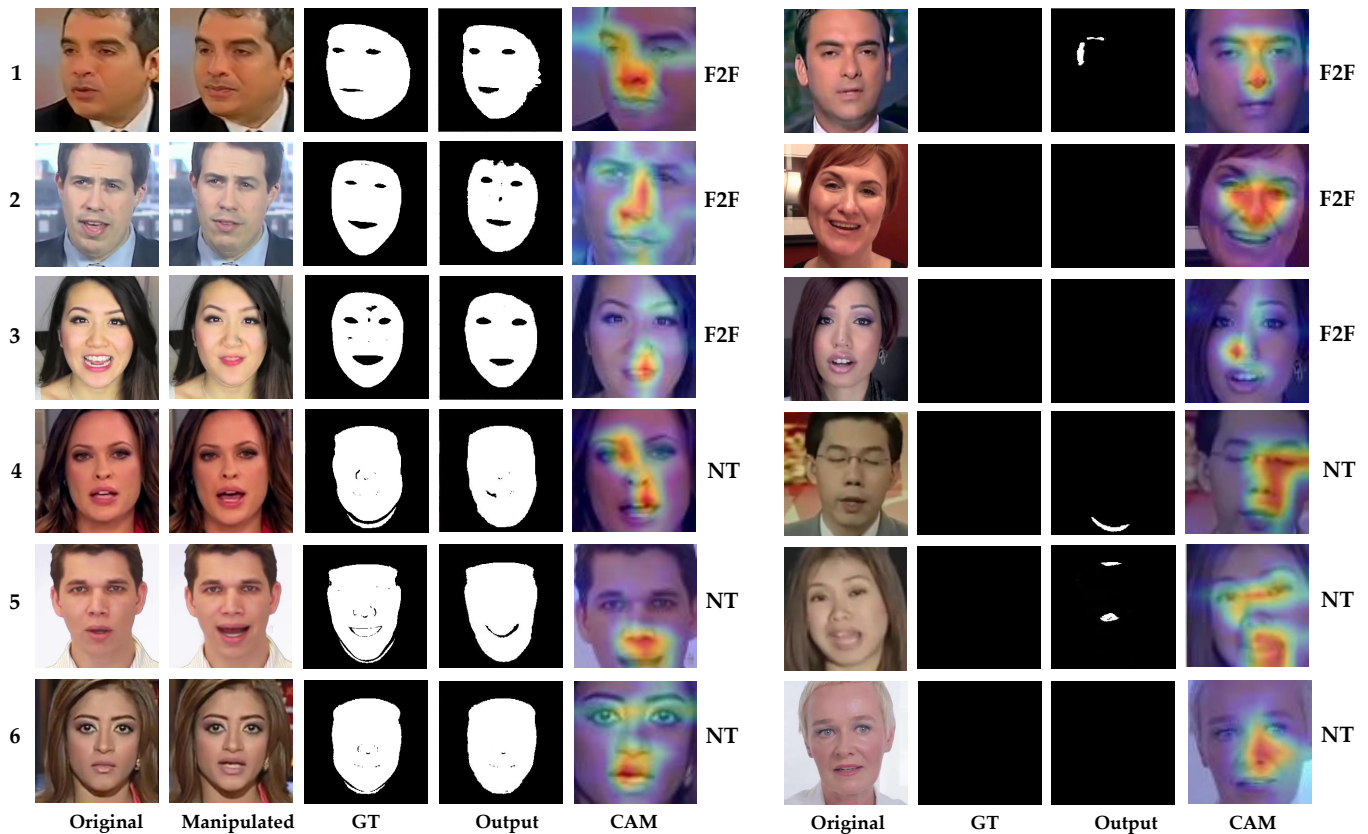 1 F2F F2F
2 F2F F2F
3 F2F F2F
4 NT NT
5 NT NT
6 NT NT
Original Manipulated GT Output CAM Original GT Output CAM